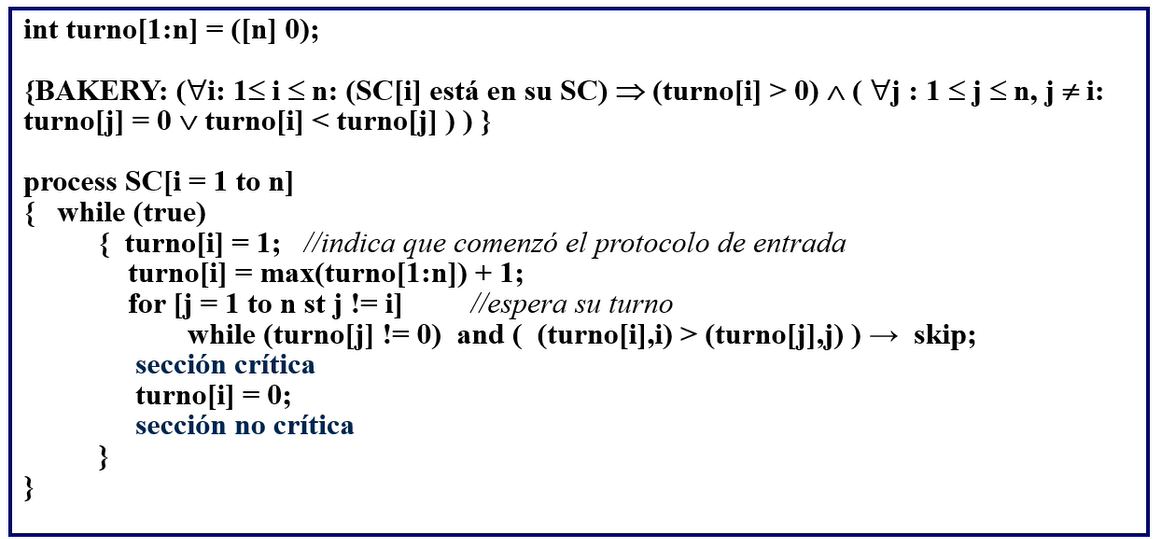 int turno[1:n] = ([n] 0);
{BAKERY: (∀i: 1≤ i ≤ n: (SC[i] está en su SC) ⇒ (turno[i] > 0) ∧ ( ∀j : 1 ≤ j ≤ n, j ≠ i:
turno[j] = 0 ∨ turno[i] < turno[j] ) ) }
process SC[i = 1 to n]
{ while (true)
{ turno[i] = 1; //indica que comenzó el protocolo de entrada
turno[i] = max(turno[1:n]) + 1;
for [j = 1 to n st j != i] //espera su turno
while (turno[j] != 0) and ( (turno[i],i) > (turno[j],j) ) → skip;
sección crítica
turno[i] = 0;
sección no crítica
}
}